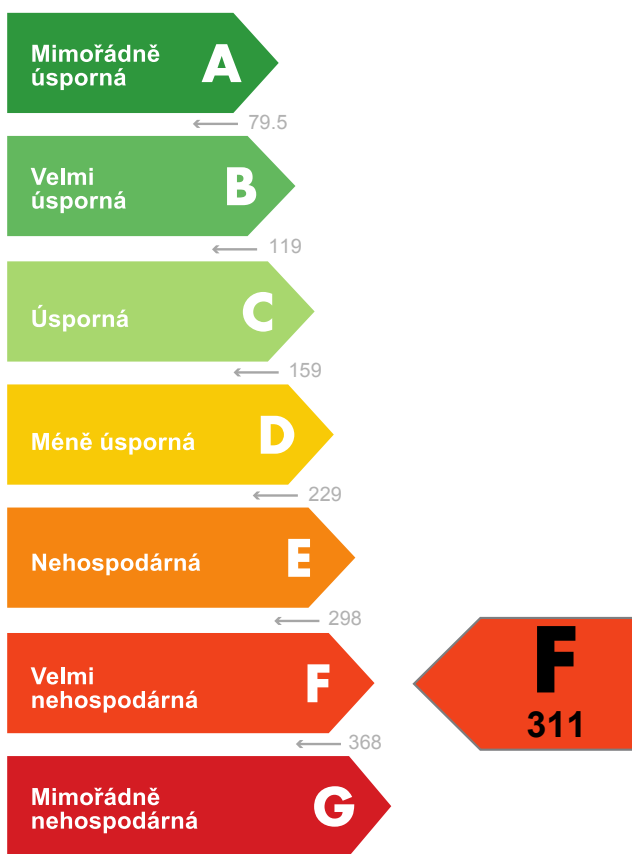 Mimořádně
úsporná
A
79.5
Velmi
úsporná
B
119
Úsporná
C
159
Méně úsporná
D
229
Nehospodárná
E
298
Velmi
nehospodárná
F
368
F
311
Mimořádně
nehospodárná
G